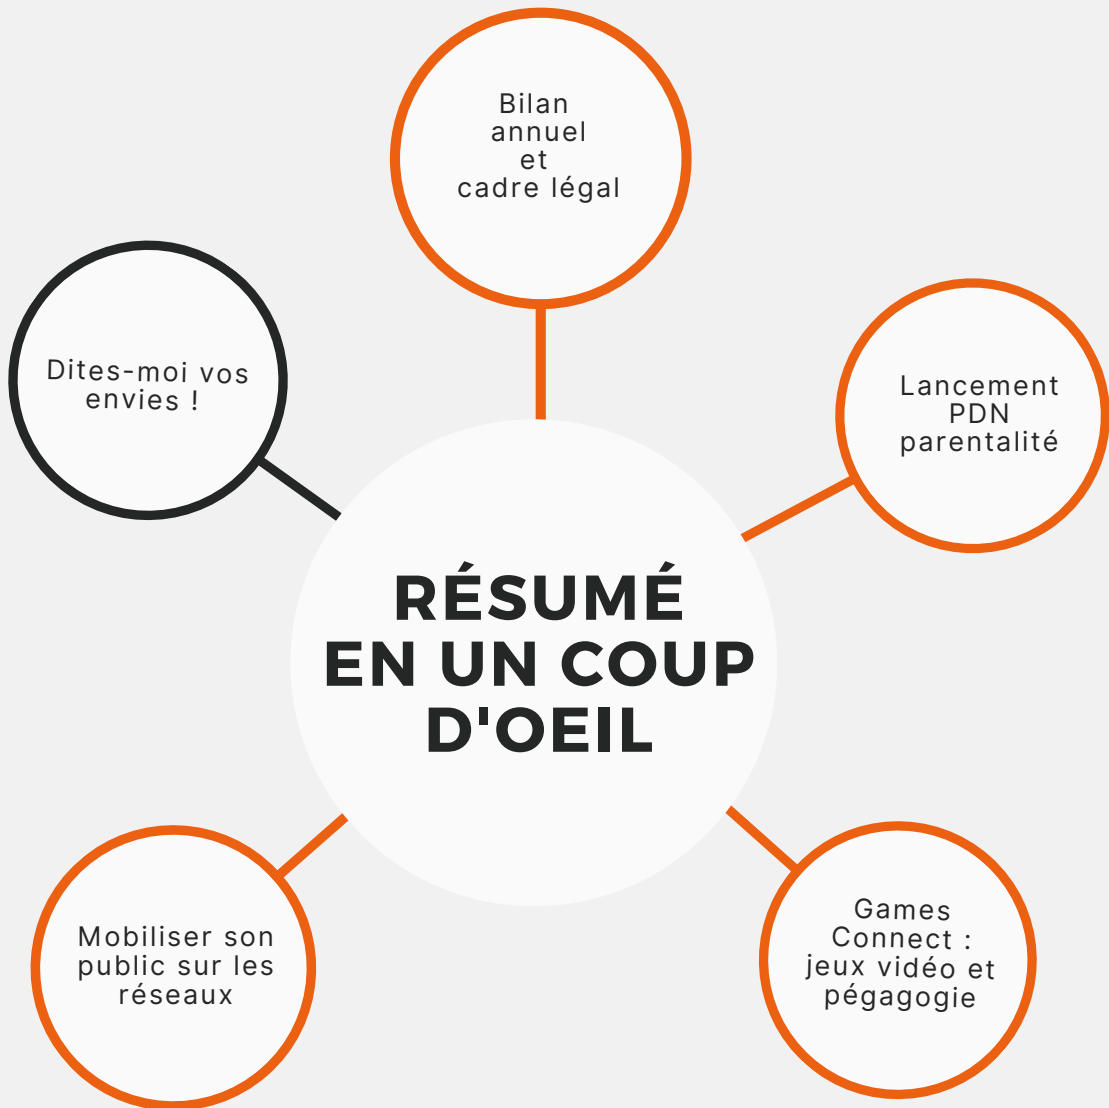 Bilan
annuel
et
cadre légal
Dites-moi vos
envies !
Lancement
PDN
parentalité
RÉSUMÉ
EN UN COUP
D'OEIL
Mobiliser son
public sur les
réseaux
Games
Connect :
jeux vidéo et
pégagogie